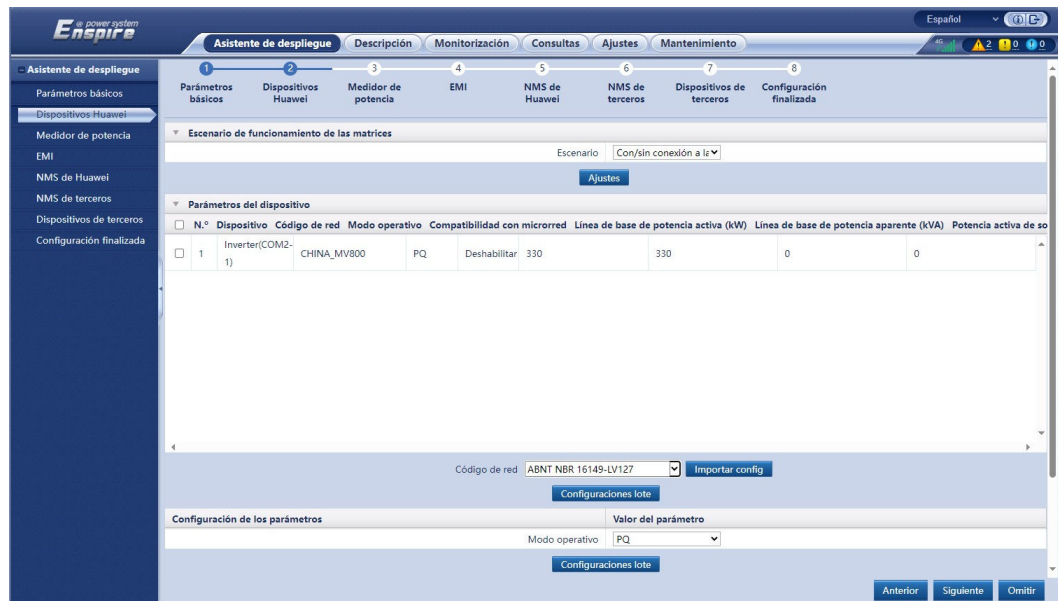 @ power system
Enspire
Español
Asistente de despliegue
Descripción
Monitorización
Consultas
Ajustes
Mantenimiento
4G
2
0
0
Asistente de despliegue
Parámetros básicos
Dispositivos Huawei
Medidor de potencia
EMI
NMS de Huawei
NMS de terceros
Dispositivos de terceros
Configuración finalizada
1
2
3
4
5
6
7
8
Parámetros básicos
Dispositivos Huawei
Medidor de potencia
EMI
NMS de Huawei
NMS de terceros
Dispositivos de terceros
Configuración finalizada
Escenario de funcionamiento de las matrices
Escenario Con/sin conexión a la
Ajustes
Parámetros del dispositivo
N.º Dispositivo Código de red Modo operativo Compatibilidad con microrred Línea de base de potencia activa (kW) Línea de base de potencia aparente (kVA) Potencia activa de so
1 Inverter(COM2-1) CHINA_MV800 PQ Deshabilitar 330 330 0 0
Código de red ABNT NBR 16149-LV127 Importar config
Configuraciones lote
Configuración de los parámetros Valor del parámetro
Modo operativo PQ
Configuraciones lote
Anterior Siguiente Omitir